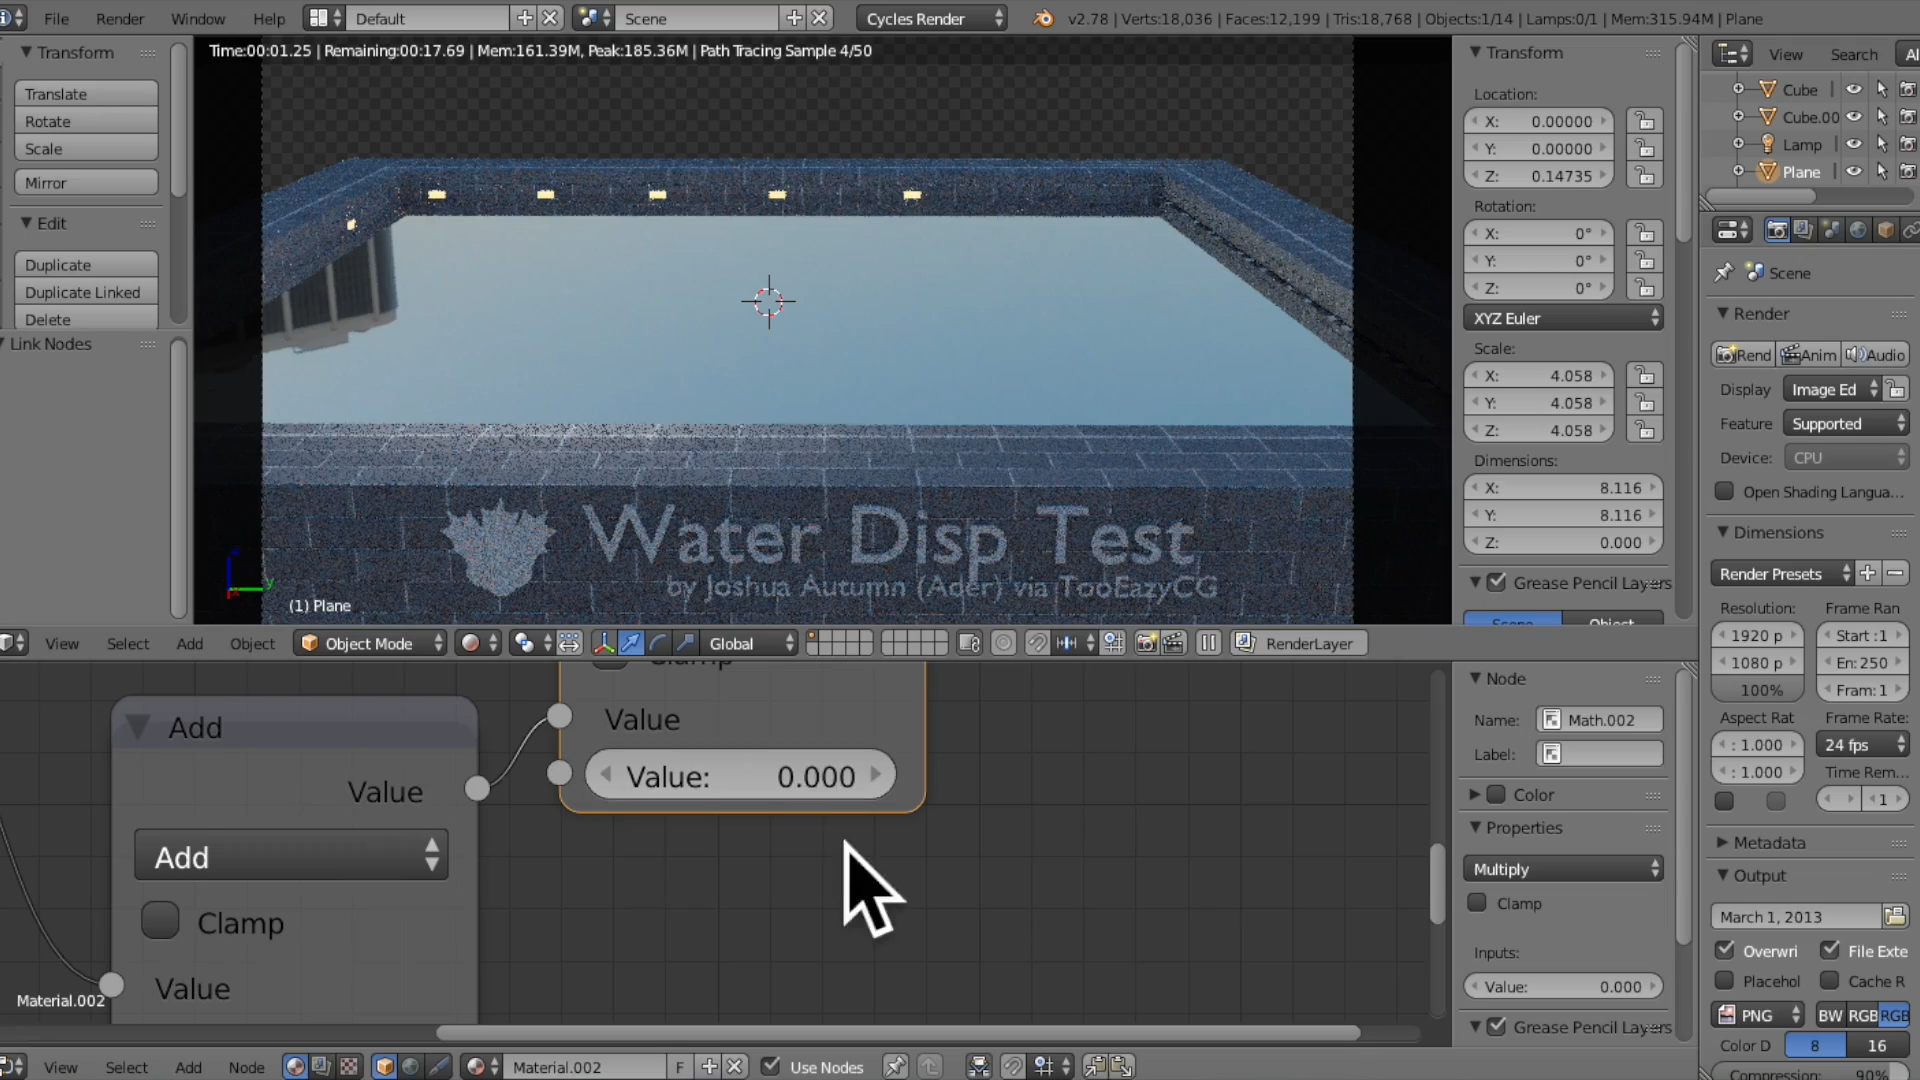 File Render Window Help Default Scene Cycles Render v2.78 | Verts:18,036 | Faces:12,199 | Tris:18,768 | Objects:1/14 | Lamps:0/1 | Mem:315.94M | Plane
Transform
Translate
Rotate
Scale
Mirror
Edit
Duplicate
Duplicate Linked
Delete
Link Nodes
Time:00:01.25 | Remaining:00:17.69 | Mem:161.39M, Peak:185.36M | Path Tracing Sample 4/50
Water Disp Test
by Joshua Autumn (Ader) via TooEazyCG
(1) Plane
Transform
Location:
X: 0.00000
Y: 0.00000
Z: 0.14735
Rotation:
X: 0°
Y: 0°
Z: 0°
XYZ Euler
Scale:
X: 4.058
Y: 4.058
Z: 4.058
Dimensions:
X: 8.116
Y: 8.116
Z: 0.000
Grease Pencil Layers
Scene Object
View Search Al
Cube
Cube.00
Lamp
Plane
Scene
Render
Rend Anim Audio
Display Image Ed
Feature Supported
Device: CPU
Open Shading Langua...
Dimensions
Render Presets
Resolution: Frame Ran
1920 p Start :1
1080 p En: 250
100% Fram: 1
Aspect Rat Frame Rate:
: 1.000 24 fps
: 1.000 Time Rem...
1
Metadata
Output
March 1, 2013
Overwri File Exte
Placehol Cache R
PNG BW RGB RGB
Color D 8 16
Compression: 90%
View Select Add Object Object Mode Global RenderLayer
Clamp
Value
Value: 0.000
Add
Value
Add
Clamp
Value
Material.002
Node
Name: Math.002
Label:
Color
Properties
Multiply
Clamp
Inputs:
Value: 0.000
Grease Pencil Layers
View Select Add Node Material.002 F Use Nodes